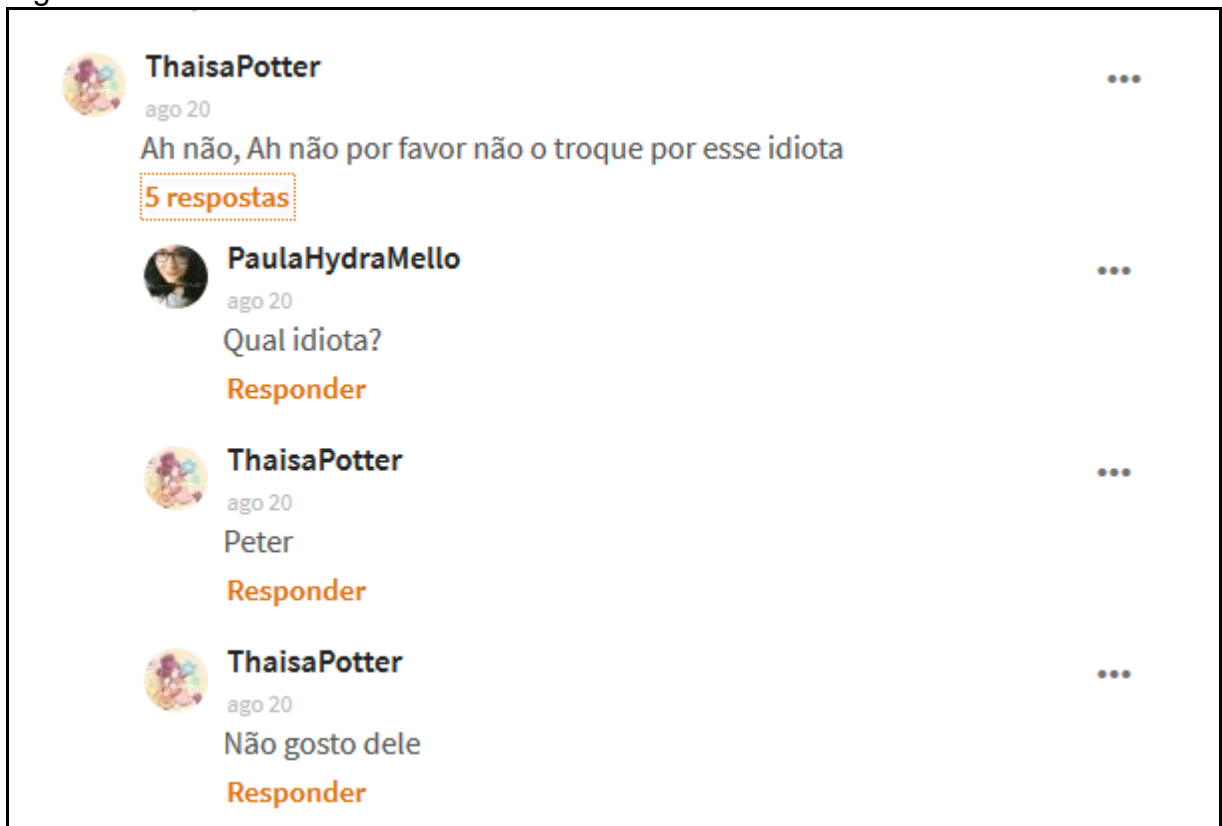 ThaisaPotter
ago 20
Ah não, Ah não por favor não o troque por esse idiota
5 respostas
PaulaHydraMello
ago 20
Qual idiota?
Responder
ThaisaPotter
ago 20
Peter
Responder
ThaisaPotter
ago 20
Não gosto dele
Responder